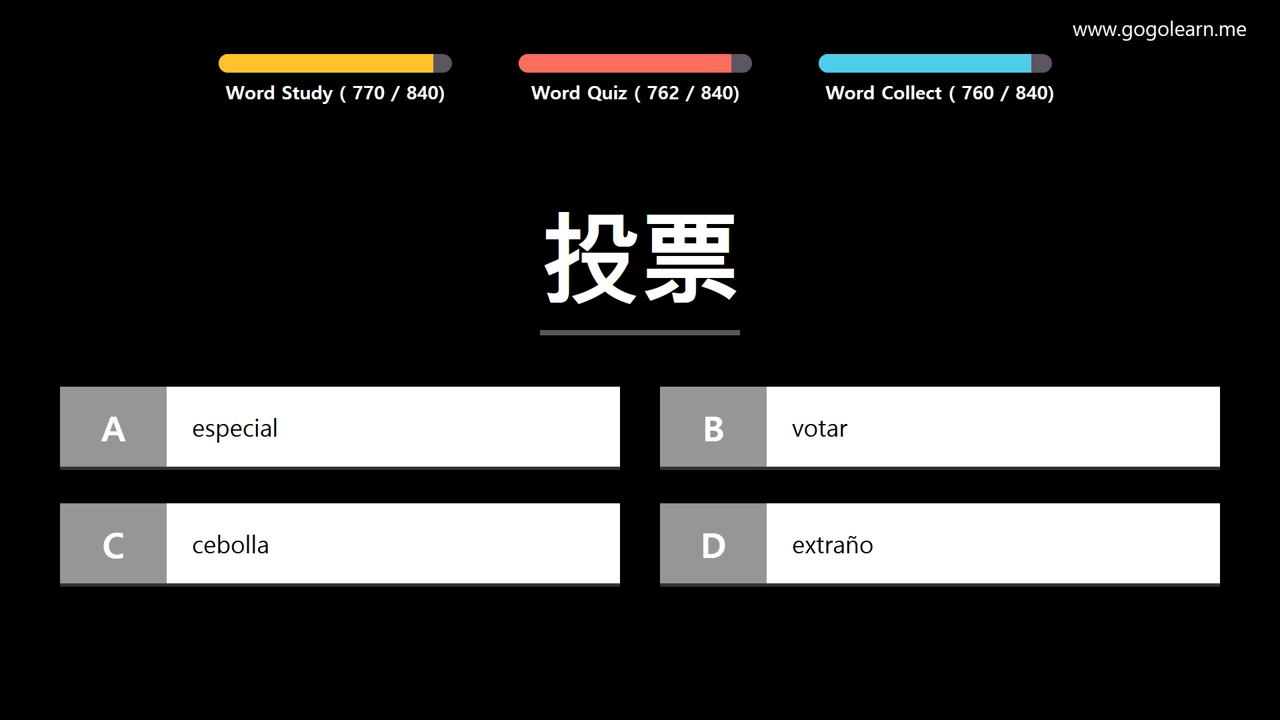 www.gogolearn.me
Word Study ( 770 / 840)
Word Quiz ( 762 / 840)
Word Collect ( 760 / 840)
投票
A especial
B votar
C cebolla
D extraño